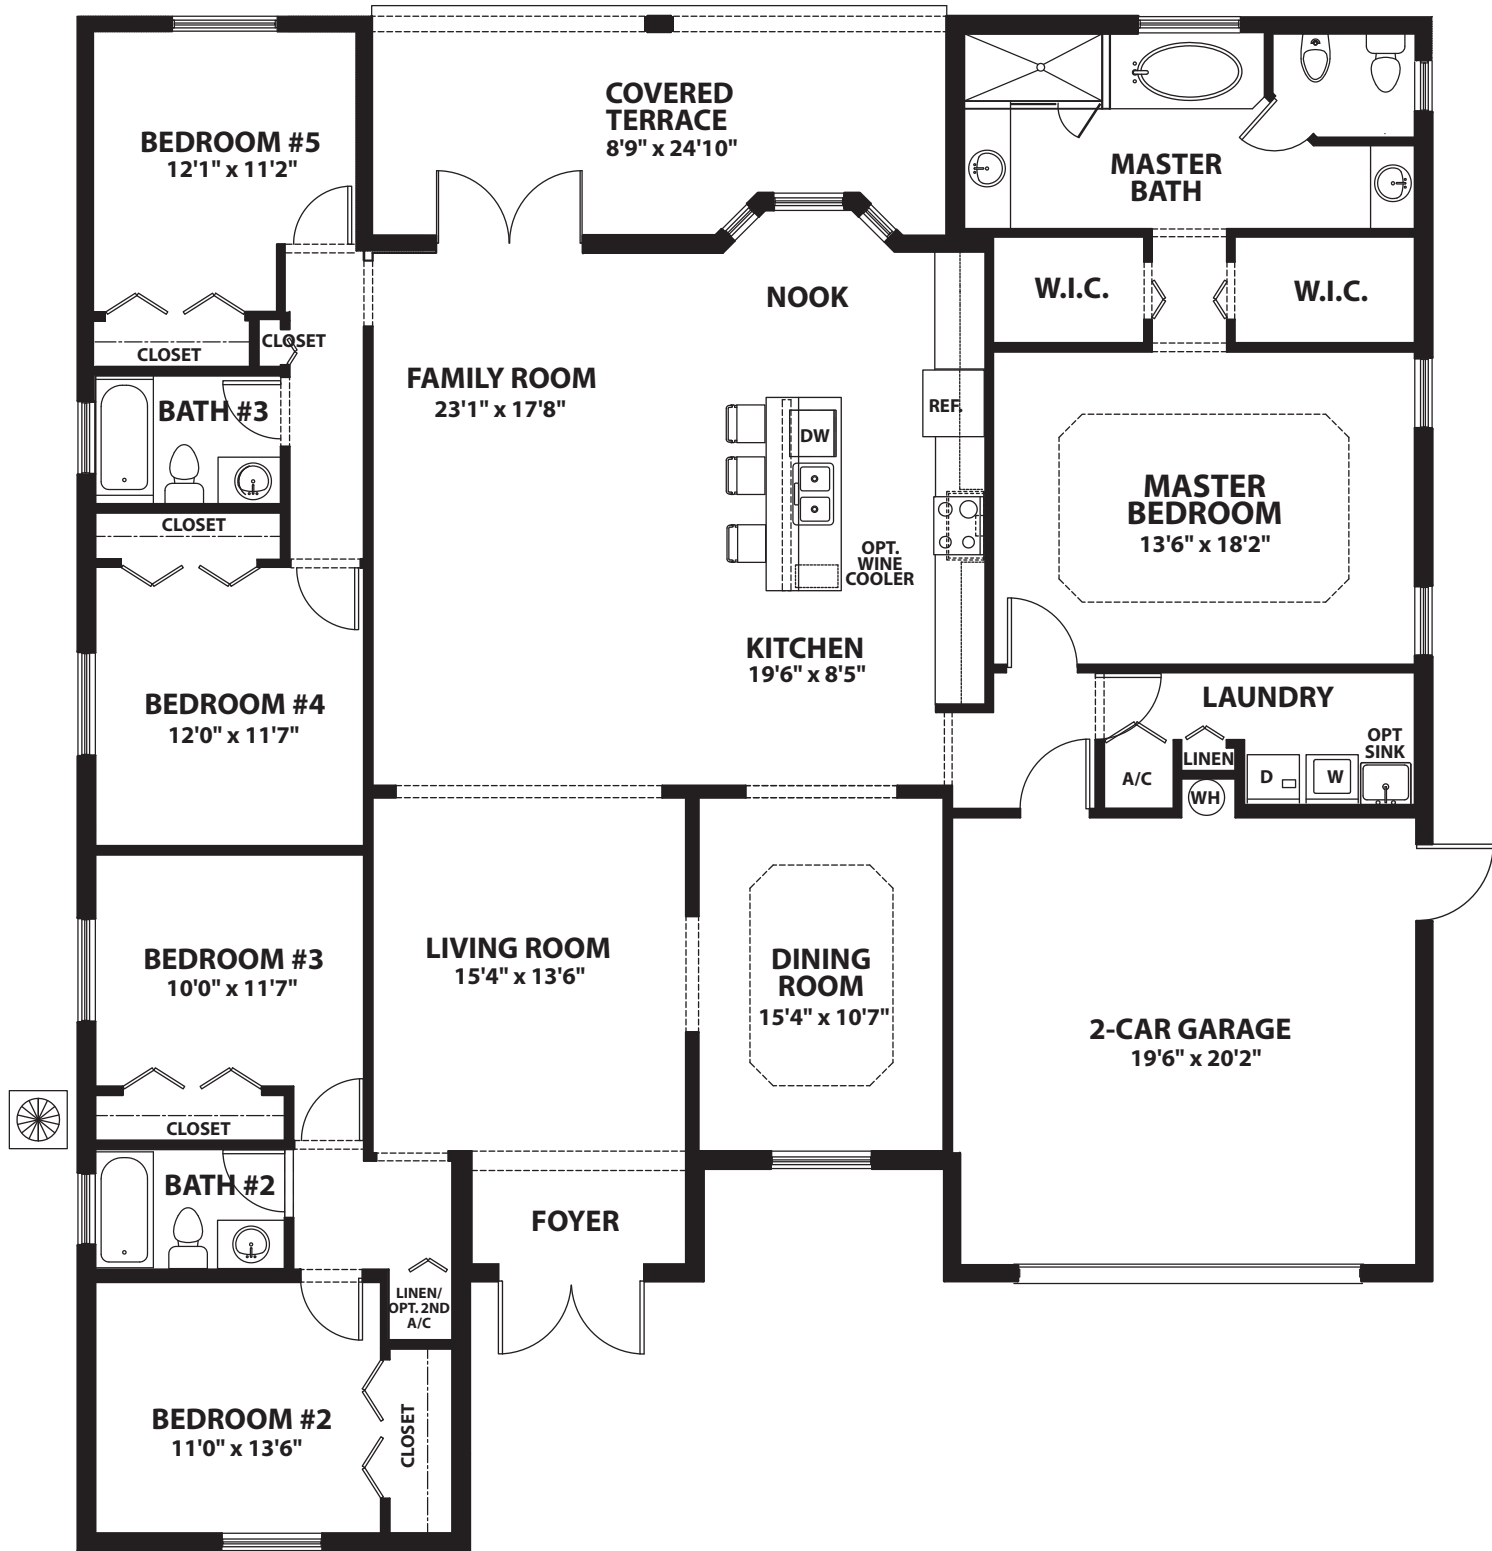 BEDROOM #5
12'1" x 11'2"
COVERED
TERRACE
8'9" x 24'10"
MASTER
BATH
W.I.C.
W.I.C.
NOOK
CLOSET
CLOSET
BATH #3
FAMILY ROOM
23'1" x 17'8"
REF.
DW
MASTER
BEDROOM
13'6" x 18'2"
CLOSET
OPT.
WINE
COOLER
KITCHEN
19'6" x 8'5"
BEDROOM #4
12'0" x 11'7"
LAUNDRY
OPT
SINK
LINEN
A/C
D
W
WH
BEDROOM #3
10'0" x 11'7"
LIVING ROOM
15'4" x 13'6"
DINING
ROOM
15'4" x 10'7"
2-CAR GARAGE
19'6" x 20'2"
CLOSET
BATH #2
FOYER
LINEN/
OPT. 2ND
A/C
BEDROOM #2
11'0" x 13'6"
CLOSET